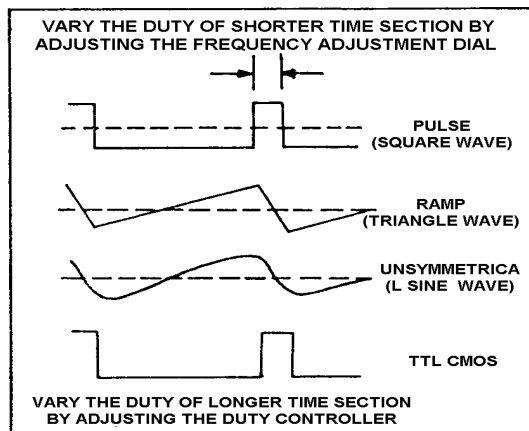 VARY THE DUTY OF SHORTER TIME SECTION BY
ADJUSTING THE FREQUENCY ADJUSTMENT DIAL
PULSE
(SQUARE WAVE)
RAMP
(TRIANGLE WAVE)
UNSYMMETRICA
(L SINE WAVE)
TTL CMOS
VARY THE DUTY OF LONGER TIME SECTION
BY ADJUSTING THE DUTY CONTROLLER